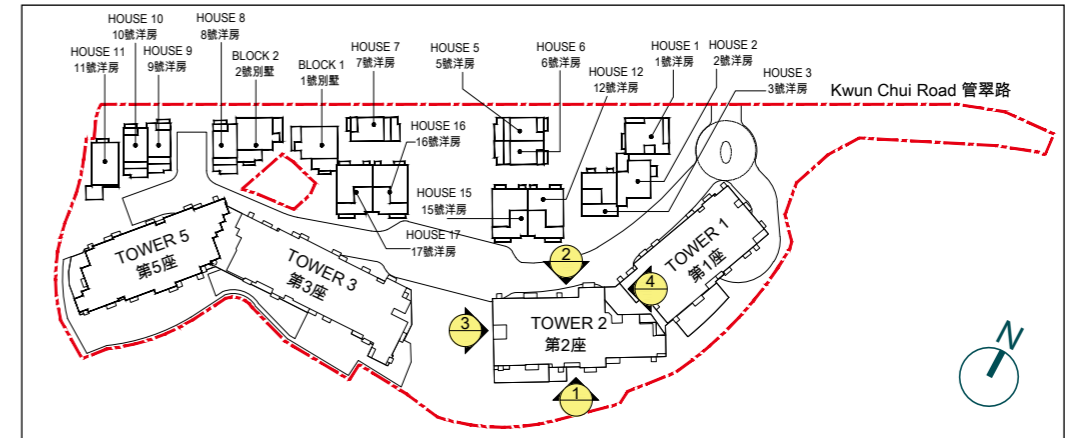 HOUSE 10
10號洋房
HOUSE 8
8號洋房
HOUSE 11
11號洋房
HOUSE 9
9號洋房
BLOCK 2
2號別墅
BLOCK 1
1號別墅
HOUSE 7
7號洋房
HOUSE 5
5號洋房
HOUSE 6
6號洋房
HOUSE 1
1號洋房
HOUSE 2
2號洋房
HOUSE 12
12號洋房
HOUSE 3
3號洋房
Kwun Chui Road 管翠路
HOUSE 16
16號洋房
HOUSE 15
15號洋房
HOUSE 17
17號洋房
TOWER 5
第5座
TOWER 3
第3座
TOWER 1
第1座
2
4
3
TOWER 2
第2座
1
N